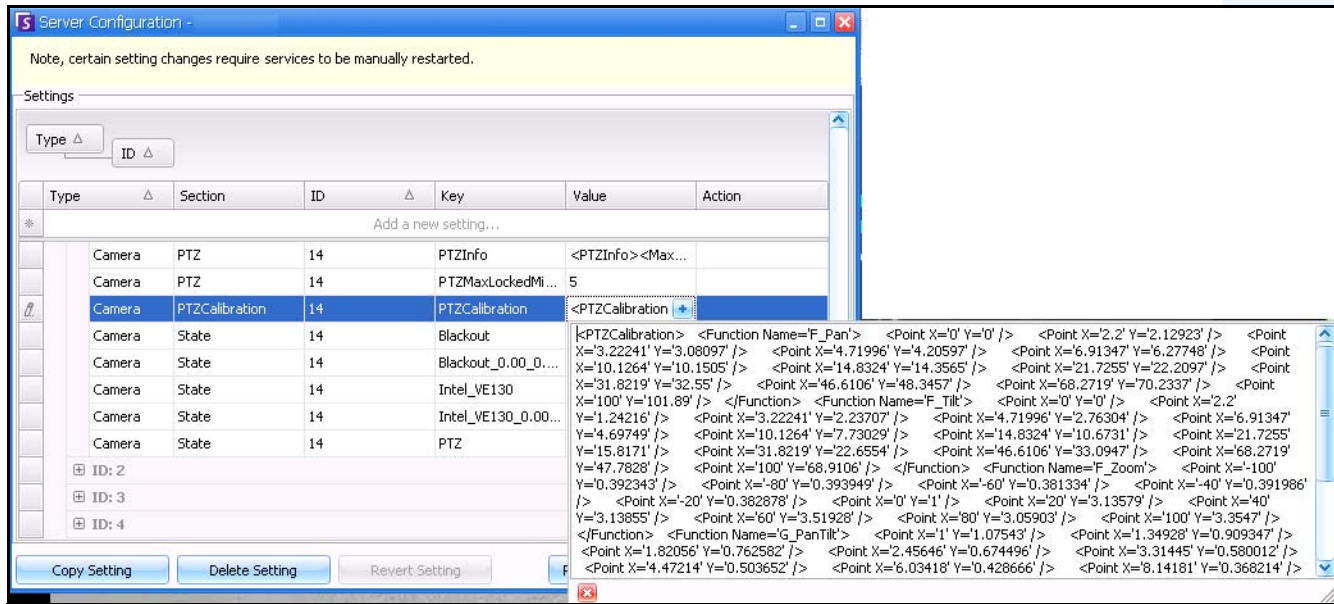 Server Configuration -
Note, certain setting changes require services to be manually restarted.
Settings
Type
ID
Type Section ID Key Value Action
Add a new setting...
Camera PTZ 14 PTZInfo <PTZInfo><Max...
Camera PTZ 14 PTZMaxLockedMi... 5
Camera PTZCalibration 14 PTZCalibration <PTZCalibration
Camera State 14 Blackout
Camera State 14 Blackout_0.00_0....
Camera State 14 Intel_VE130
Camera State 14 Intel_VE130_0.00...
Camera State 14 PTZ
ID: 2
ID: 3
ID: 4
Copy Setting Delete Setting Revert Setting
<PTZCalibration> <Function Name='F_Pan'> <Point X='0' Y='0' /> <Point X='2.2' Y='2.12923' /> <Point
X='3.22241' Y='3.08097' /> <Point X='4.71996' Y='4.20597' /> <Point X='6.91347' Y='6.27748' /> <Point
X='10.1264' Y='10.1505' /> <Point X='14.8324' Y='14.3565' /> <Point X='21.7255' Y='22.2097' /> <Point
X='31.8219' Y='32.55' /> <Point X='46.6106' Y='48.3457' /> <Point X='68.2719' Y='70.2337' /> <Point
X='100' Y='101.89' /> </Function> <Function Name='F_Tilt'> <Point X='0' Y='0' /> <Point X='2.2'
Y='1.24216' /> <Point X='3.22241' Y='2.23707' /> <Point X='4.71996' Y='2.76304' /> <Point X='6.91347'
Y='4.69749' /> <Point X='10.1264' Y='7.73029' /> <Point X='14.8324' Y='10.6731' /> <Point X='21.7255'
Y='15.8171' /> <Point X='31.8219' Y='22.6554' /> <Point X='46.6106' Y='33.0947' /> <Point X='68.2719'
Y='47.7828' /> <Point X='100' Y='68.9106' /> </Function> <Function Name='F_Zoom'> <Point X='-100'
Y='0.392343' /> <Point X='-80' Y='0.393949' /> <Point X='-60' Y='0.381334' /> <Point X='-40' Y='0.391986'
/> <Point X='-20' Y='0.382878' /> <Point X='0' Y='1' /> <Point X='20' Y='3.13579' /> <Point X='40'
Y='3.13855' /> <Point X='60' Y='3.51928' /> <Point X='80' Y='3.05903' /> <Point X='100' Y='3.3547' />
</Function> <Function Name='G_PanTilt'> <Point X='1' Y='1.07543' /> <Point X='1.34928' Y='0.909347' />
<Point X='1.82056' Y='0.762582' /> <Point X='2.45646' Y='0.674496' /> <Point X='3.31445' Y='0.580012' />
<Point X='4.47214' Y='0.503652' /> <Point X='6.03418' Y='0.428666' /> <Point X='8.14181' Y='0.368214' />